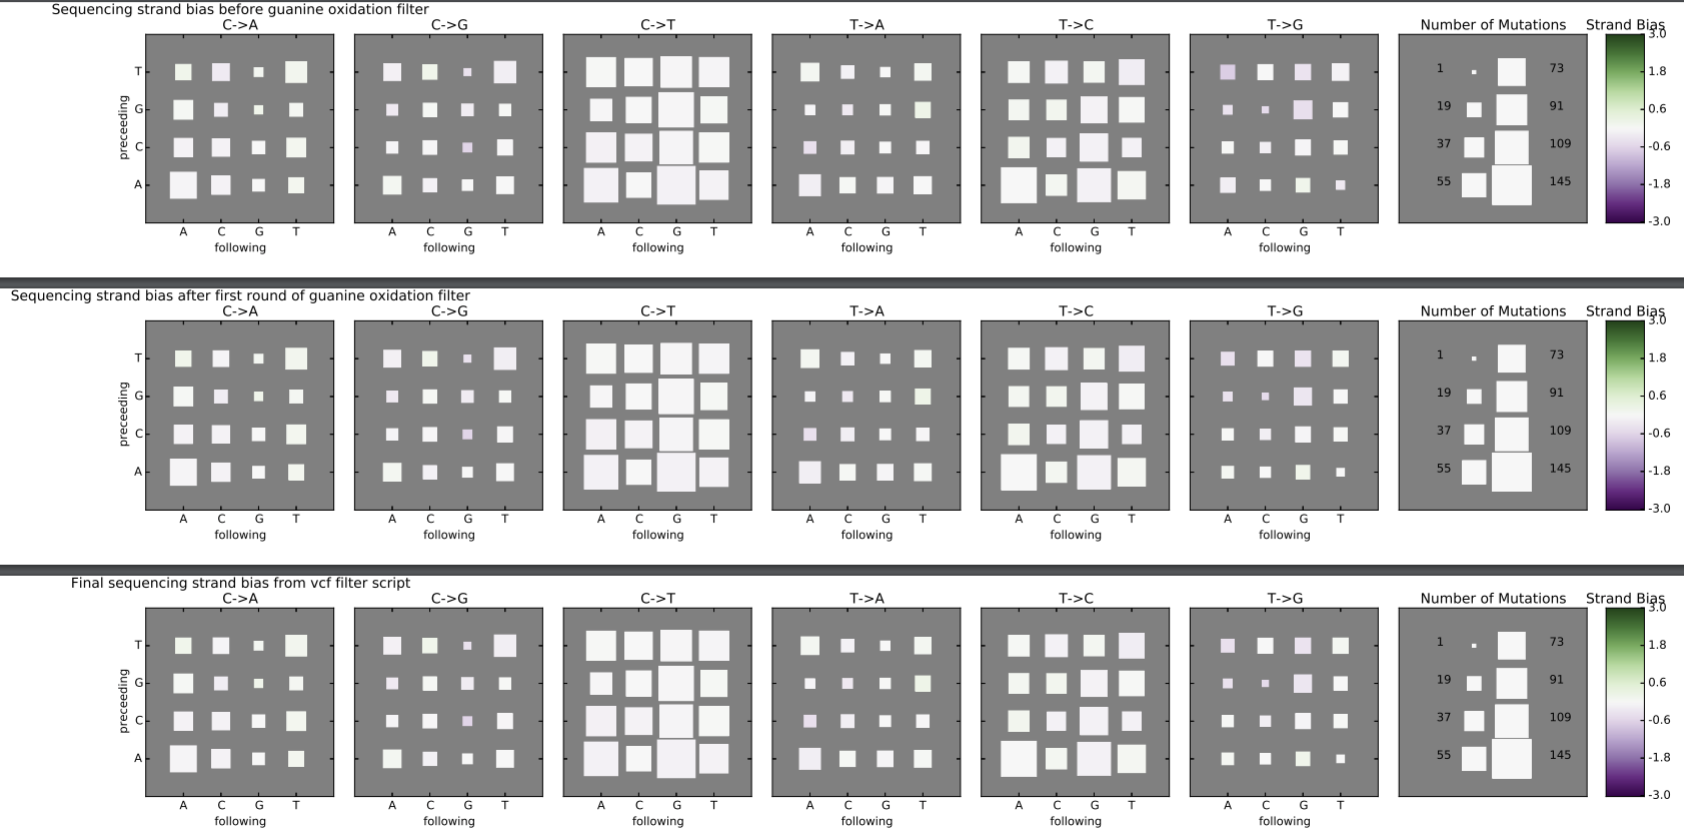 Sequencing strand bias before guanine oxidation filter
C->A C->G C->T T->A T->C T->G Number of Mutations Strand Bias
3.0
T 1 73 1.8
G 19 91 0.6
preceeding
C 37 109 -0.6
A 55 145 -1.8
-3.0
A C G T A C G T A C G T A C G T A C G T A C G T
following following following following following following
Sequencing strand bias after first round of guanine oxidation filter
C->A C->G C->T T->A T->C T->G Number of Mutations Strand Bias
3.0
T 1 73 1.8
G 19 91 0.6
preceeding
C 37 109 -0.6
A 55 145 -1.8
-3.0
A C G T A C G T A C G T A C G T A C G T A C G T
following following following following following following
Final sequencing strand bias from vcf filter script
C->A C->G C->T T->A T->C T->G Number of Mutations Strand Bias
3.0
T 1 73 1.8
G 19 91 0.6
preceeding
C 37 109 -0.6
A 55 145 -1.8
-3.0
A C G T A C G T A C G T A C G T A C G T A C G T
following following following following following following